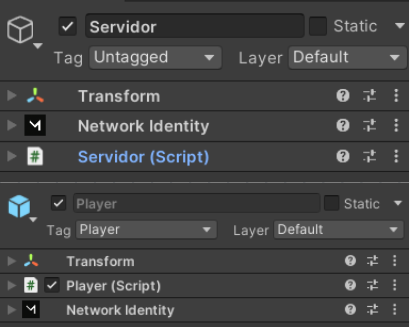 Servidor Static
Tag Untagged Layer Default
Transform
Network Identity
Servidor (Script)
Player Static
Tag Player Layer Default
Transform
Player (Script)
Network Identity